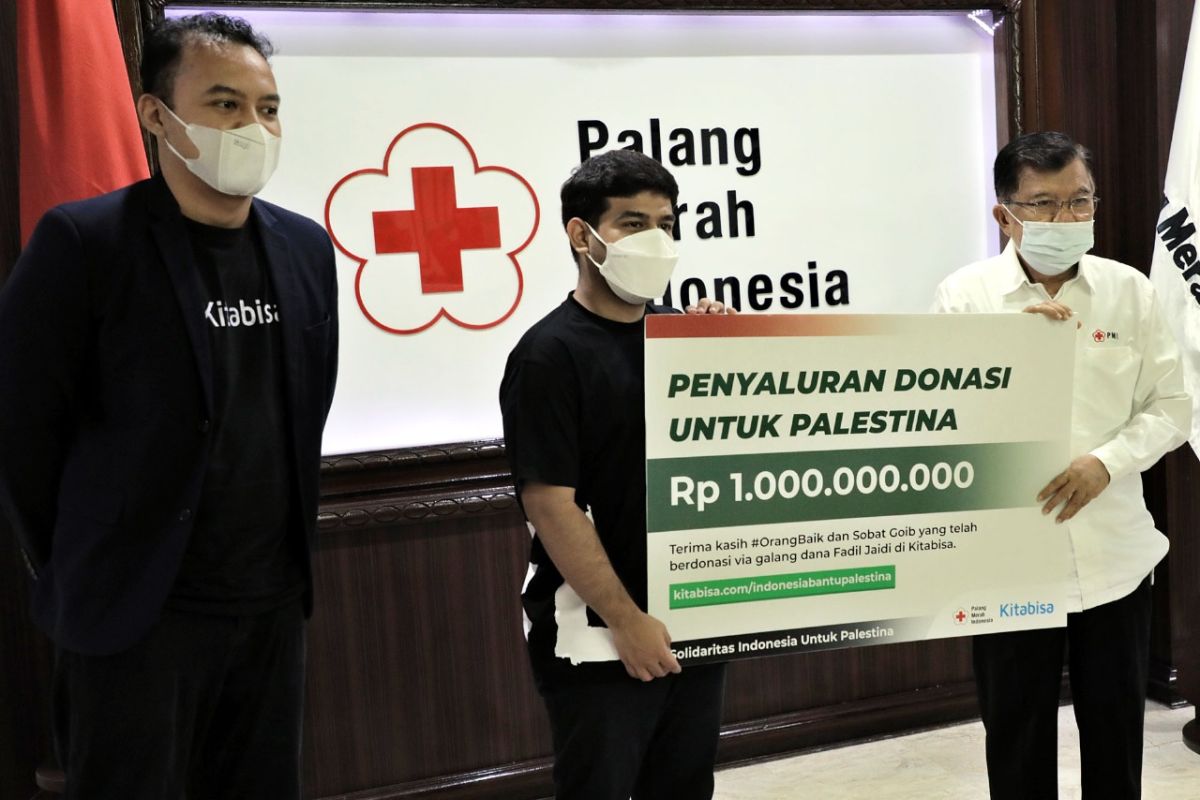 Palang
Merah
Indonesia
Kitabisa
PMI
PENYALURAN DONASI
UNTUK PALESTINA
Rp 1.000.000.000
Terima kasih #OrangBaik dan Sobat Goib yang telah
berdonasi via galang dana Fadil Jaidi di Kitabisa.
kitabisa.com/indonesiabantupalestina
Palang
Merah
Indonesia
Kitabisa
Solidaritas Indonesia Untuk Palestina